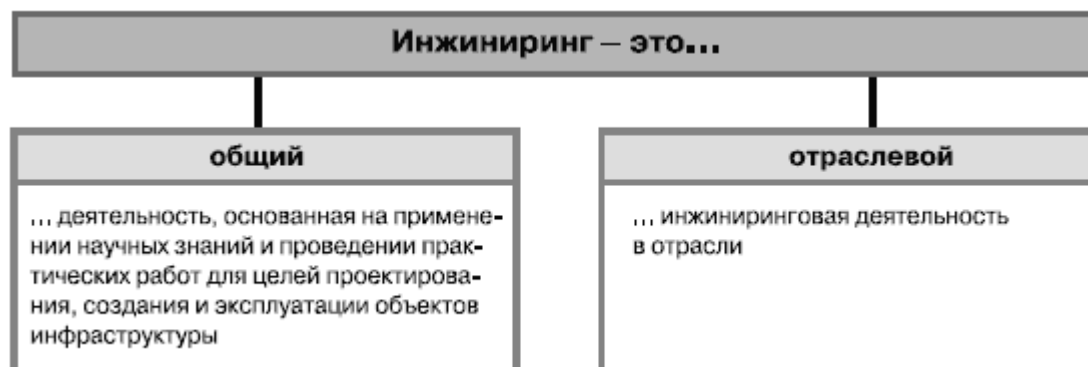 Инжиниринг – это...
общий
... деятельность, основанная на примене-
нии научных знаний и проведении прак-
тических работ для целей проектирова-
ния, создания и эксплуатации объектов
инфраструктуры
отраслевой
... инжиниринговая деятельность
в отрасли